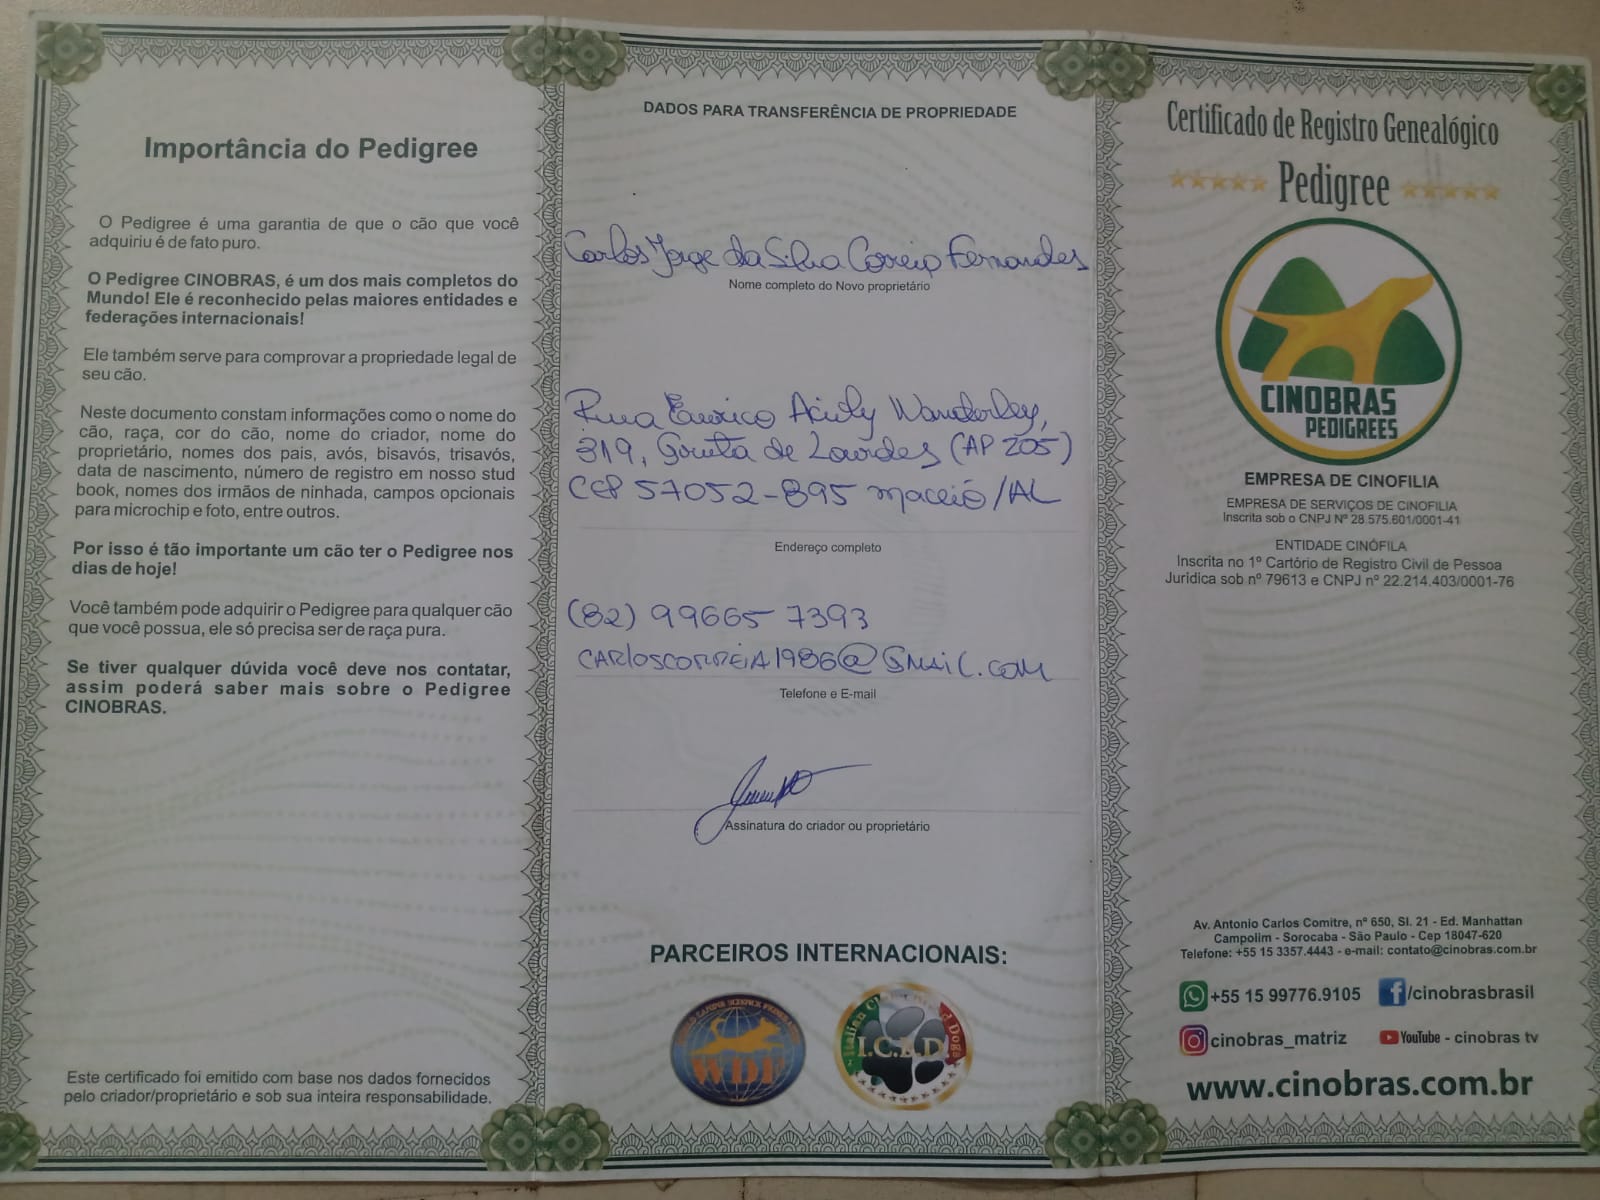 Importância do Pedigree
O Pedigree é uma garantia de que o cão que você
adquiriu é de fato puro.
O Pedigree CINOBRAS, é um dos mais completos do
Mundo! Ele é reconhecido pelas maiores entidades e
federações internacionais!
Ele também serve para comprovar a propriedade legal de
seu cão.
Neste documento constam informações como o nome do
cão, raça, cor do cão, nome do criador, nome do
proprietário, nomes dos pais, avós, bisavós, trisavós,
data de nascimento, número de registro em nosso stud
book, nomes dos irmãos de ninhada, campos opcionais
para microchip e foto, entre outros.
Por isso é tão importante um cão ter o Pedigree nos
dias de hoje!
Você também pode adquirir o Pedigree para qualquer cão
que você possua, ele só precisa ser de raça pura.
Se tiver qualquer dúvida você deve nos contatar,
assim poderá saber mais sobre o Pedigree
CINOBRAS.
Este certificado foi emitido com base nos dados fornecidos
pelo criador/proprietário e sob sua inteira responsabilidade.
DADOS PARA TRANSFERÊNCIA DE PROPRIEDADE
Carlos Jorge da Silva Correia Fernandes
Nome completo do Novo proprietário
Rua Eurico Acioly Wanderley,
319, Gruta de Lourdes (AP 205)
CEP 57052-895 Maceió/AL
Endereço completo
(82) 99665 7393
CARLOSCORREIA1986@GMAIL.COM
Telefone e E-mail
Assinatura do criador ou proprietário
PARCEIROS INTERNACIONAIS:
WDF
I.C.B.D.
Certificado de Registro Genealógico
Pedigree
CINOBRAS
PEDIGREES
EMPRESA DE CINOFILIA
EMPRESA DE SERVIÇOS DE CINOFILIA
Inscrita sob o CNPJ Nº 28.575.601/0001-41
ENTIDADE CINÓFILA
Inscrita no 1º Cartório de Registro Civil de Pessoa
Juridica sob nº 79613 e CNPJ nº 22.214.403/0001-76
Av. Antonio Carlos Comitre, nº 650, Sl. 21 - Ed. Manhattan
Campolim - Sorocaba - São Paulo - Cep 18047-620
Telefone: +55 15 3357.4443 - e-mail: contato@cinobras.com.br
+55 15 99776.9105 /cinobrasbrasil
cinobras_matriz YouTube - cinobras tv
www.cinobras.com.br